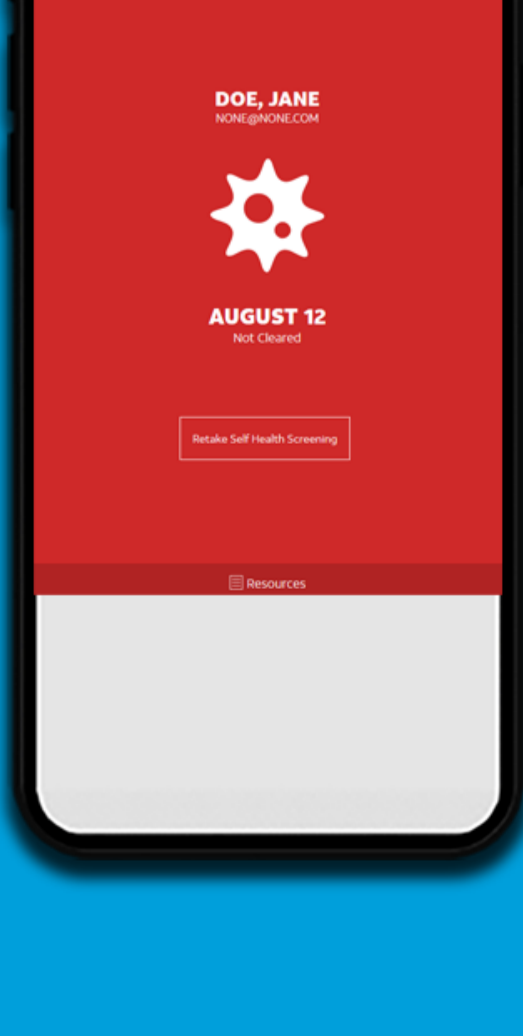 DOE, JANE
NONE@NONE.COM
AUGUST 12
Not Cleared
Retake Self Health Screening
Resources